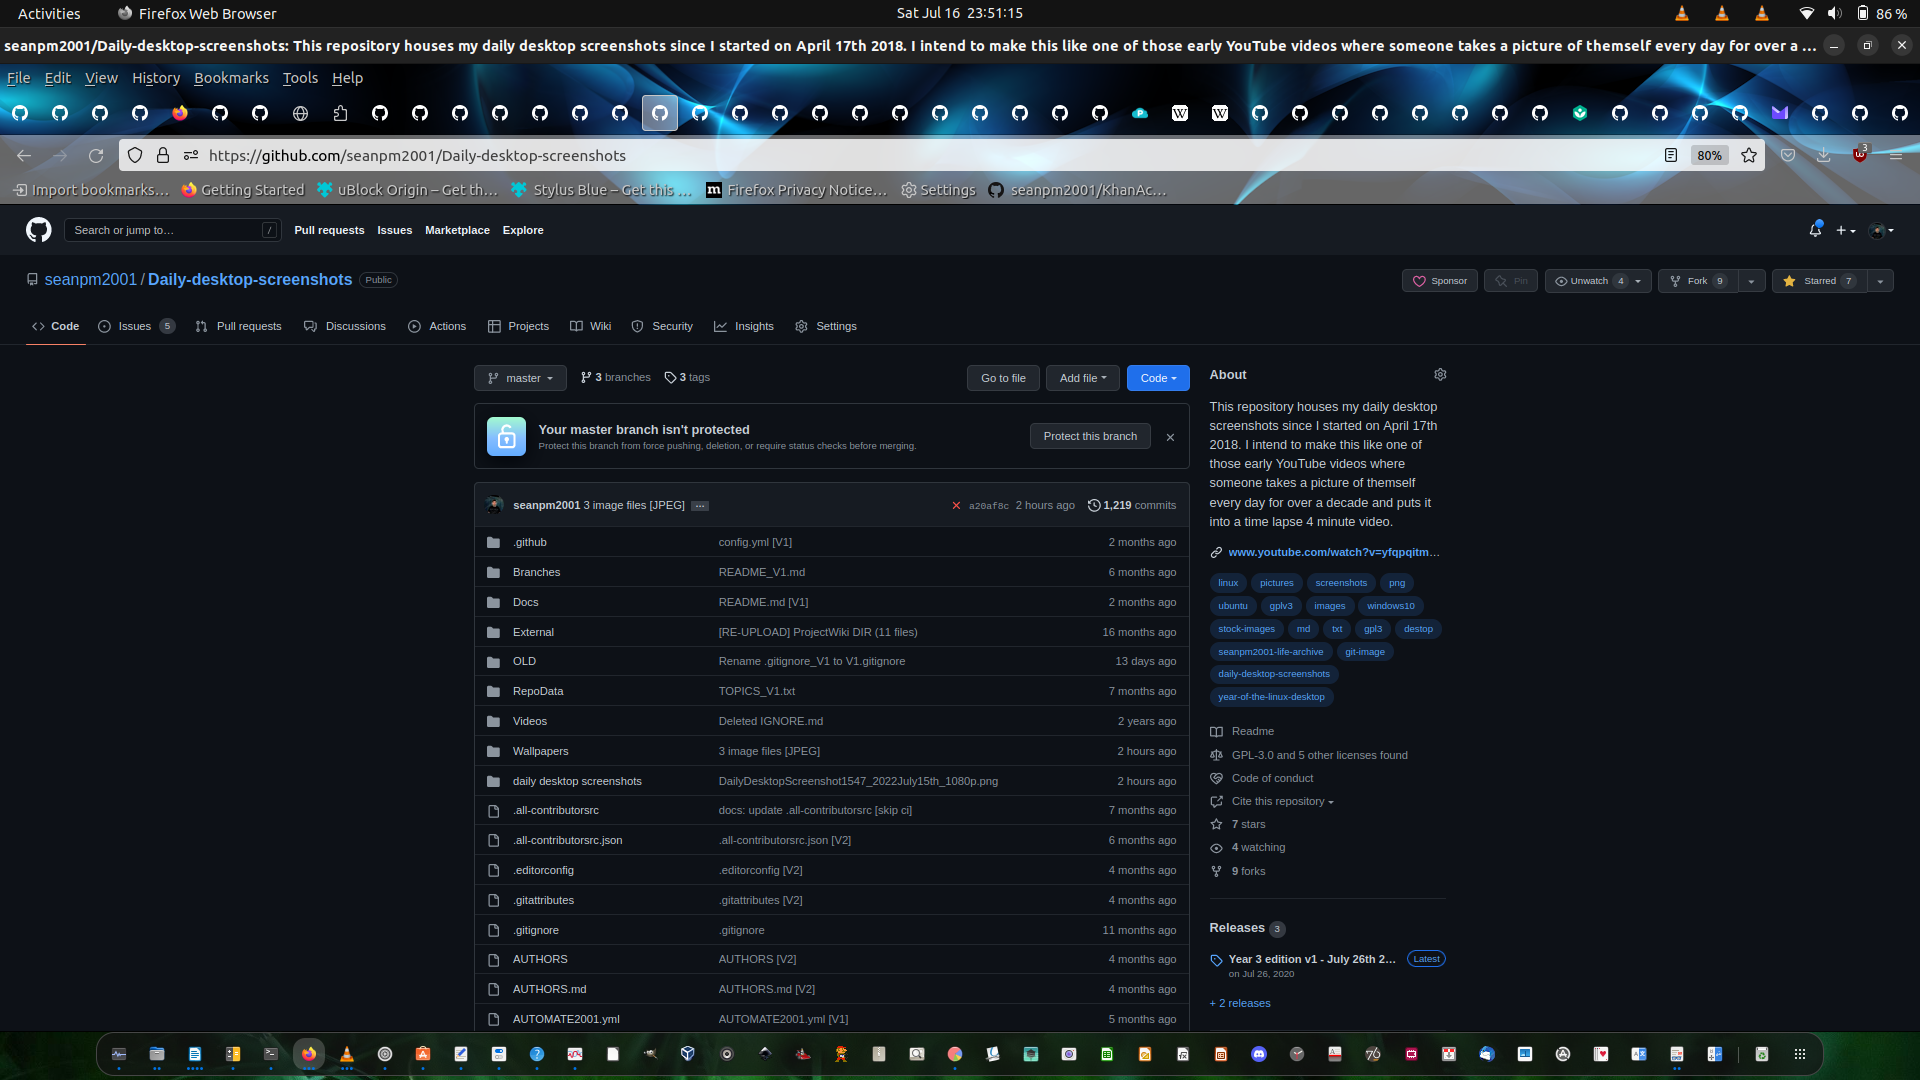 Activities Firefox Web Browser Sat Jul 16 23:51:15 86 %
seanpm2001/Daily-desktop-screenshots: This repository houses my daily desktop screenshots since I started on April 17th 2018. I intend to make this like one of those early YouTube videos where someone takes a picture of themself every day for over a ...
File Edit View History Bookmarks Tools Help
https://github.com/seanpm2001/Daily-desktop-screenshots 80% 3
Import bookmarks... Getting Started uBlock Origin – Get th... Stylus Blue – Get this ... Firefox Privacy Notice... Settings seanpm2001/KhanAc...
Search or jump to... / Pull requests Issues Marketplace Explore
seanpm2001 / Daily-desktop-screenshots Public Sponsor Pin Unwatch 4 Fork 9 Starred 7
Code Issues 5 Pull requests Discussions Actions Projects Wiki Security Insights Settings
master 3 branches 3 tags Go to file Add file Code
Your master branch isn't protected
Protect this branch from force pushing, deletion, or require status checks before merging.
Protect this branch
seanpm2001 3 image files [JPEG] ... a20af8c 2 hours ago 1,219 commits
.github config.yml [V1] 2 months ago
Branches README_V1.md 6 months ago
Docs README.md [V1] 2 months ago
External [RE-UPLOAD] ProjectWiki DIR (11 files) 16 months ago
OLD Rename .gitignore_V1 to V1.gitignore 13 days ago
RepoData TOPICS_V1.txt 7 months ago
Videos Deleted IGNORE.md 2 years ago
Wallpapers 3 image files [JPEG] 2 hours ago
daily desktop screenshots DailyDesktopScreenshot1547_2022July15th_1080p.png 2 hours ago
.all-contributorsrc docs: update .all-contributorsrc [skip ci] 7 months ago
.all-contributorsrc.json .all-contributorsrc.json [V2] 6 months ago
.editorconfig .editorconfig [V2] 4 months ago
.gitattributes .gitattributes [V2] 4 months ago
.gitignore .gitignore 11 months ago
AUTHORS AUTHORS [V2] 4 months ago
AUTHORS.md AUTHORS.md [V2] 4 months ago
AUTOMATE2001.yml AUTOMATE2001.yml [V1] 5 months ago
About
This repository houses my daily desktop
screenshots since I started on April 17th
2018. I intend to make this like one of
those early YouTube videos where
someone takes a picture of themself
every day for over a decade and puts it
into a time lapse 4 minute video.
www.youtube.com/watch?v=yfqpqitm...
linux pictures screenshots png
ubuntu gplv3 images windows10
stock-images md txt gpl3 destop
seanpm2001-life-archive git-image
daily-desktop-screenshots
year-of-the-linux-desktop
Readme
GPL-3.0 and 5 other licenses found
Code of conduct
Cite this repository
7 stars
4 watching
9 forks
Releases 3
Year 3 edition v1 - July 26th 2... Latest
on Jul 26, 2020
+ 2 releases